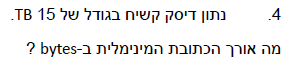 4. נתון דיסק קשיח בגודל של 15 TB.
מה אורך הכתובת המינימלית ב-bytes ?